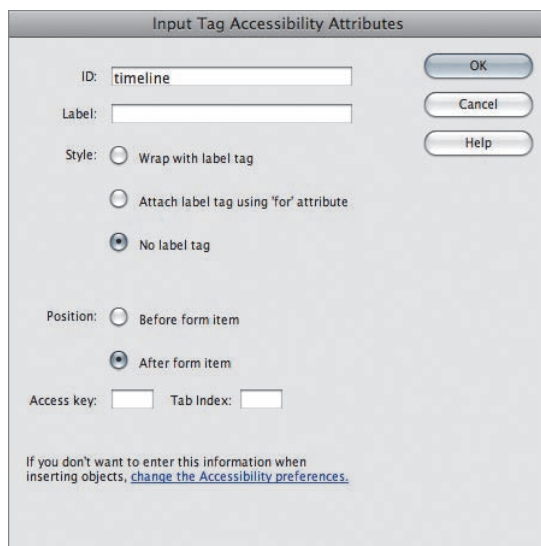 Input Tag Accessibility Attributes
ID: timeline
OK
Label:
Cancel
Style: Wrap with label tag
Help
Attach label tag using 'for' attribute
No label tag
Position: Before form item
After form item
Access key: Tab Index:
If you don't want to enter this information when
inserting objects, change the Accessibility preferences.